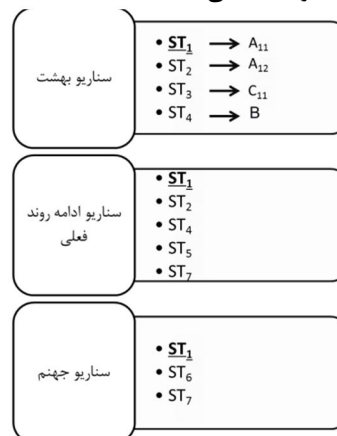 سناریو بهشت
• ST₁ → A₁₁
• ST₂ → A₁₂
• ST₃ → C₁₁
• ST₄ → B
سناریو ادامه روند
فعلی
• ST₁
• ST₂
• ST₄
• ST₅
• ST₇
سناریو جهنم
• ST₁
• ST₆
• ST₇